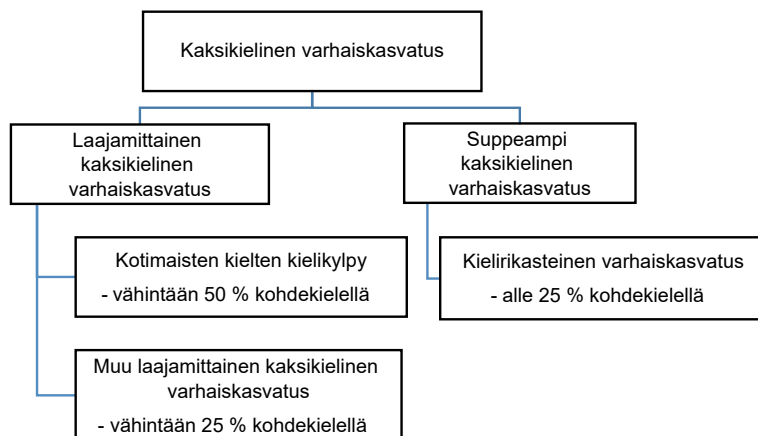 Kaksikielinen varhaiskasvatus
Laajamittainen
kaksikielinen
varhaiskasvatus
Suppeampi
kaksikielinen
varhaiskasvatus
Kotimaisten kielten kielikylpy
- vähintään 50 % kohdekielellä
Kielirikasteinen varhaiskasvatus
- alle 25 % kohdekielellä
Muu laajamittainen kaksikielinen
varhaiskasvatus
- vähintään 25 % kohdekielellä